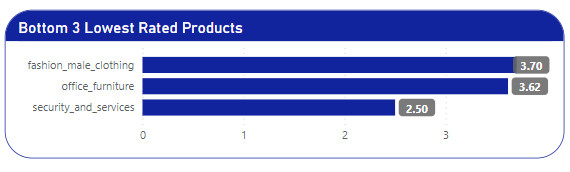 Bottom 3 Lowest Rated Products
fashion_male_clothing 3.70
office_furniture 3.62
security_and_services 2.50
0 1 2 3